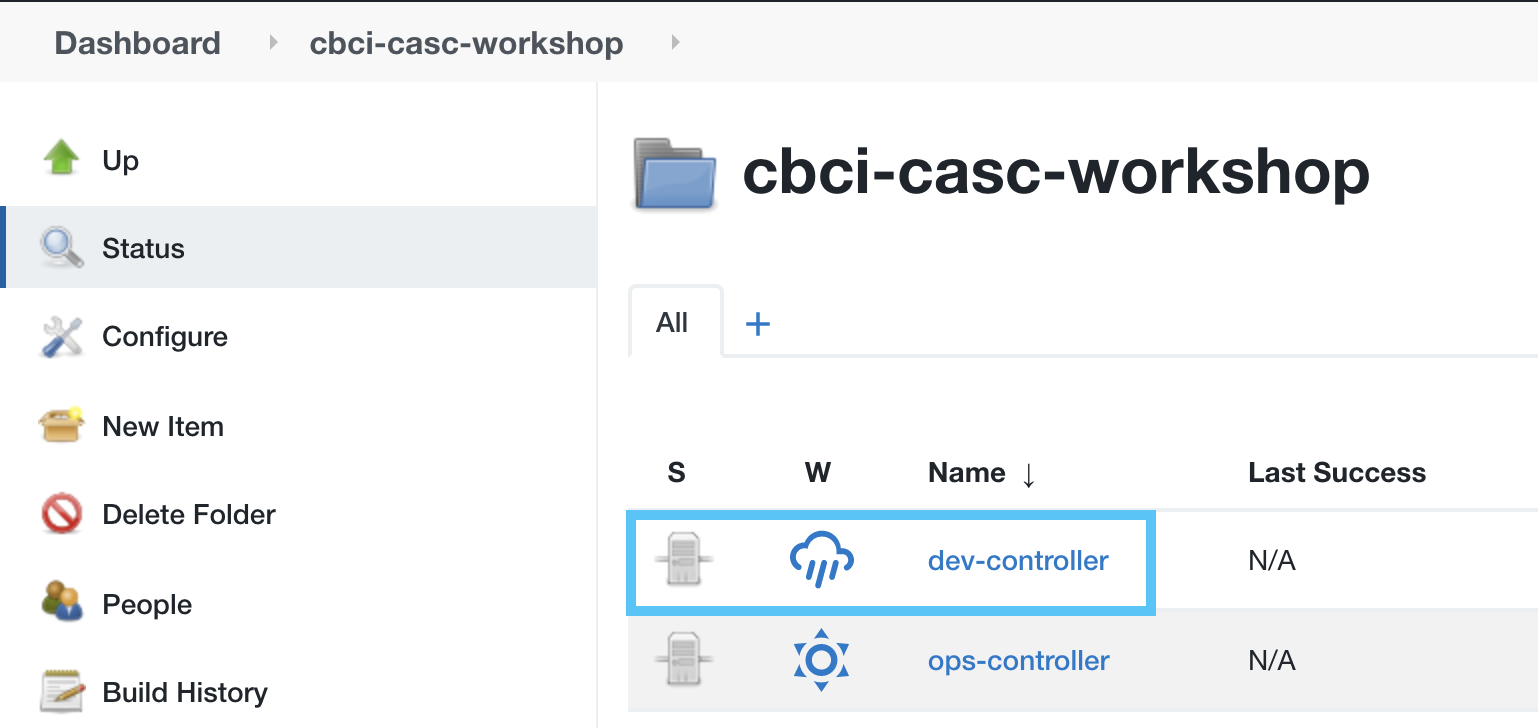 Dashboard cbci-casc-workshop
Up
Status
Configure
New Item
Delete Folder
People
Build History
cbci-casc-workshop
All +
S W Name ↓ Last Success
dev-controller N/A
ops-controller N/A